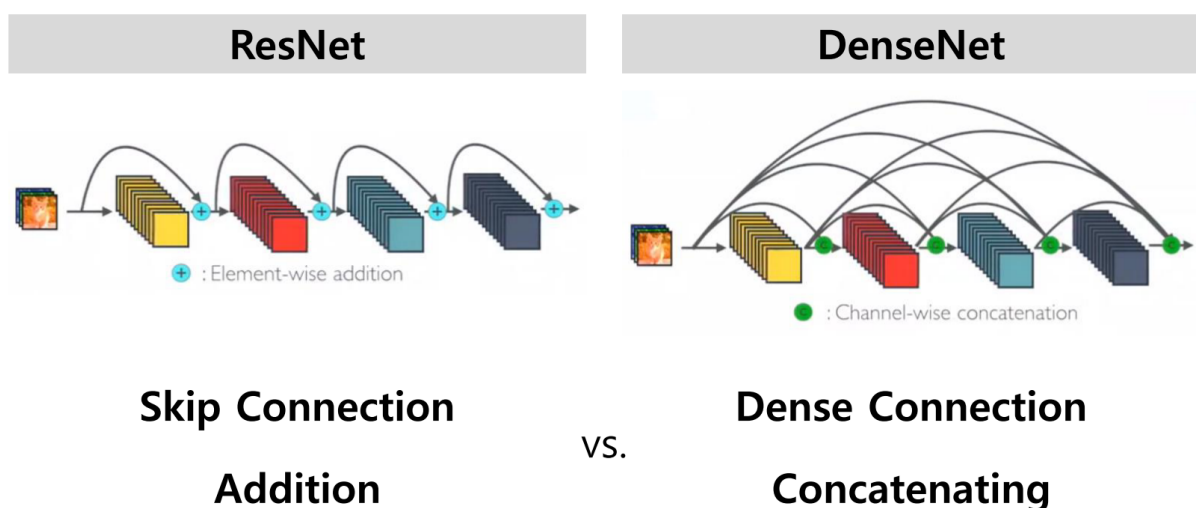 ResNet
DenseNet
+ : Element-wise addition
C : Channel-wise concatenation
Skip Connection
Dense Connection
vs.
Addition
Concatenating